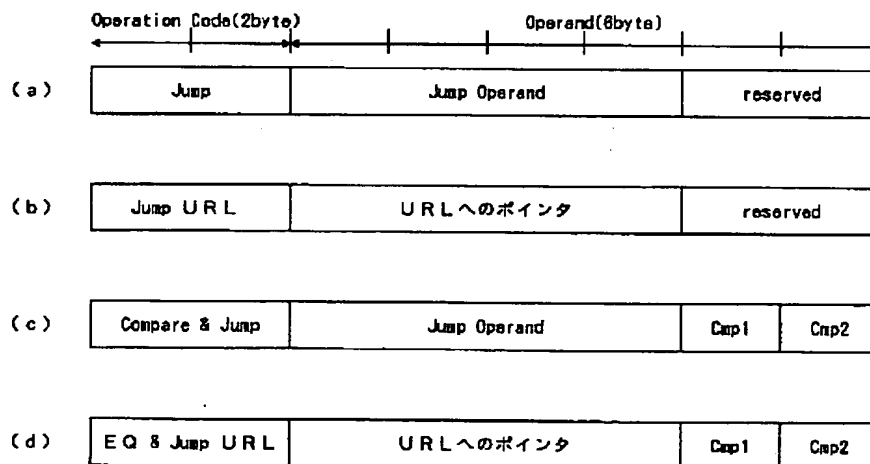 Operation Code(2byte) Operand(6byte)
(a) Jump Jump Operand reserved
(b) Jump URL URLへのポインタ reserved
(c) Compare & Jump Jump Operand Cmp1 Cmp2
(d) EQ & Jump URL URLへのポインタ Cmp1 Cmp2